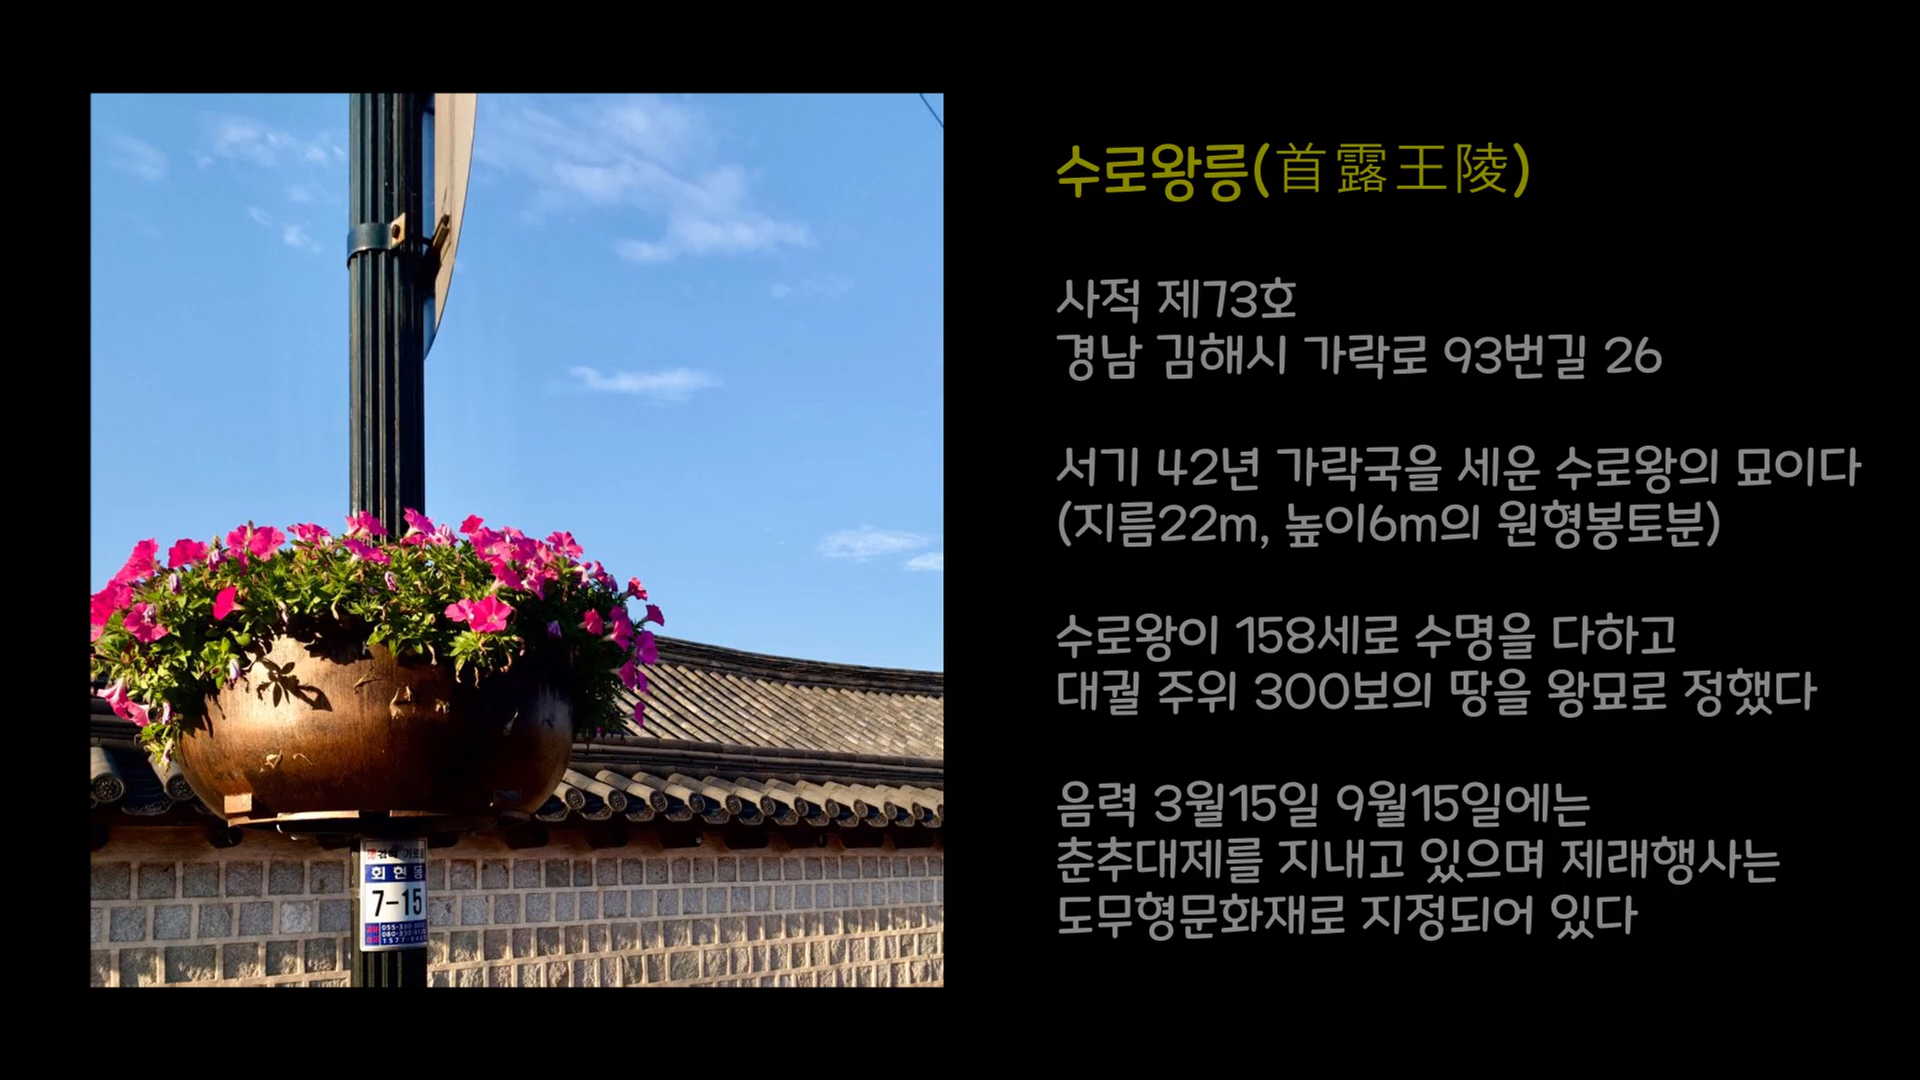 수로왕릉(首露王陵)
사적 제73호
경남 김해시 가락로 93번길 26
서기 42년 가락국을 세운 수로왕의 묘이다
(지름22m, 높이6m의 원형봉토분)
수로왕이 158세로 수명을 다하고
대궐 주위 300보의 땅을 왕묘로 정했다
음력 3월15일 9월15일에는
춘추대제를 지내고 있으며 제래행사는
도무형문화재로 지정되어 있다
회현동
7-15